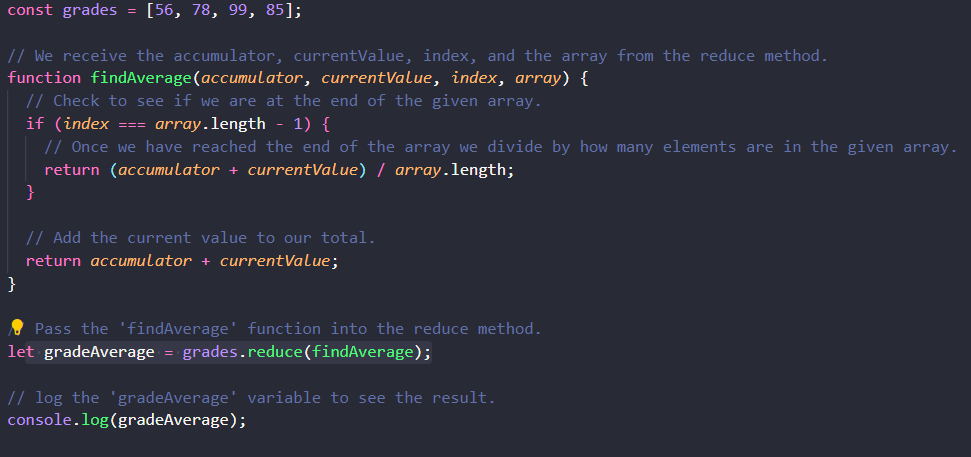 const grades = [56, 78, 99, 85];
// We receive the accumulator, currentValue, index, and the array from the reduce method.
function findAverage(accumulator, currentValue, index, array) {
// Check to see if we are at the end of the given array.
if (index === array.length - 1) {
// Once we have reached the end of the array we divide by how many elements are in the given array.
return (accumulator + currentValue) / array.length;
}
// Add the current value to our total.
return accumulator + currentValue;
}
Pass the 'findAverage' function into the reduce method.
let gradeAverage = grades.reduce(findAverage);
// log the 'gradeAverage' variable to see the result.
console.log(gradeAverage);